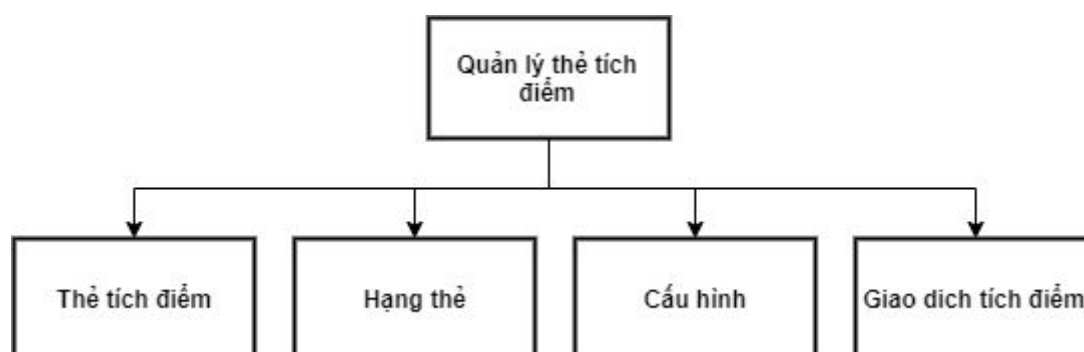 Quản lý thẻ tích
điểm
Thẻ tích điểm
Hạng thẻ
Cấu hình
Giao dich tích điểm